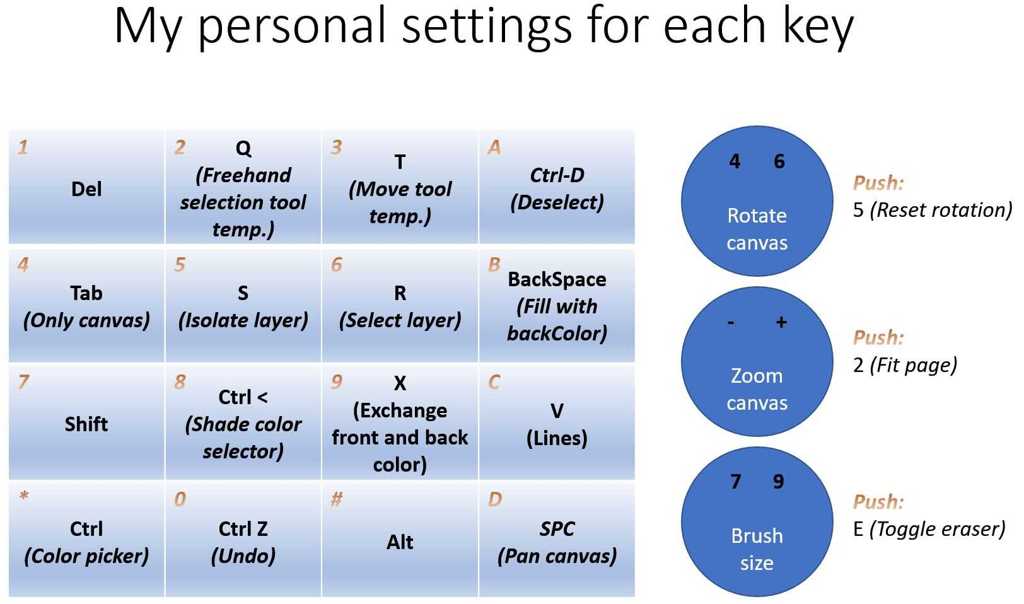 My personal settings for each key
1
Del
2
Q
(Freehand
selection tool
temp.)
3
T
(Move tool
temp.)
A
Ctrl-D
(Deselect)
4
Tab
(Only canvas)
5
S
(Isolate layer)
6
R
(Select layer)
B
BackSpace
(Fill with
backColor)
7
Shift
8
Ctrl <
(Shade color
selector)
9
X
(Exchange
front and back
color)
C
V
(Lines)
*
Ctrl
(Color picker)
0
Ctrl Z
(Undo)
#
Alt
D
SPC
(Pan canvas)
4 6
Rotate
canvas
Push:
5 (Reset rotation)
- +
Zoom
canvas
Push:
2 (Fit page)
7 9
Brush
size
Push:
E (Toggle eraser)